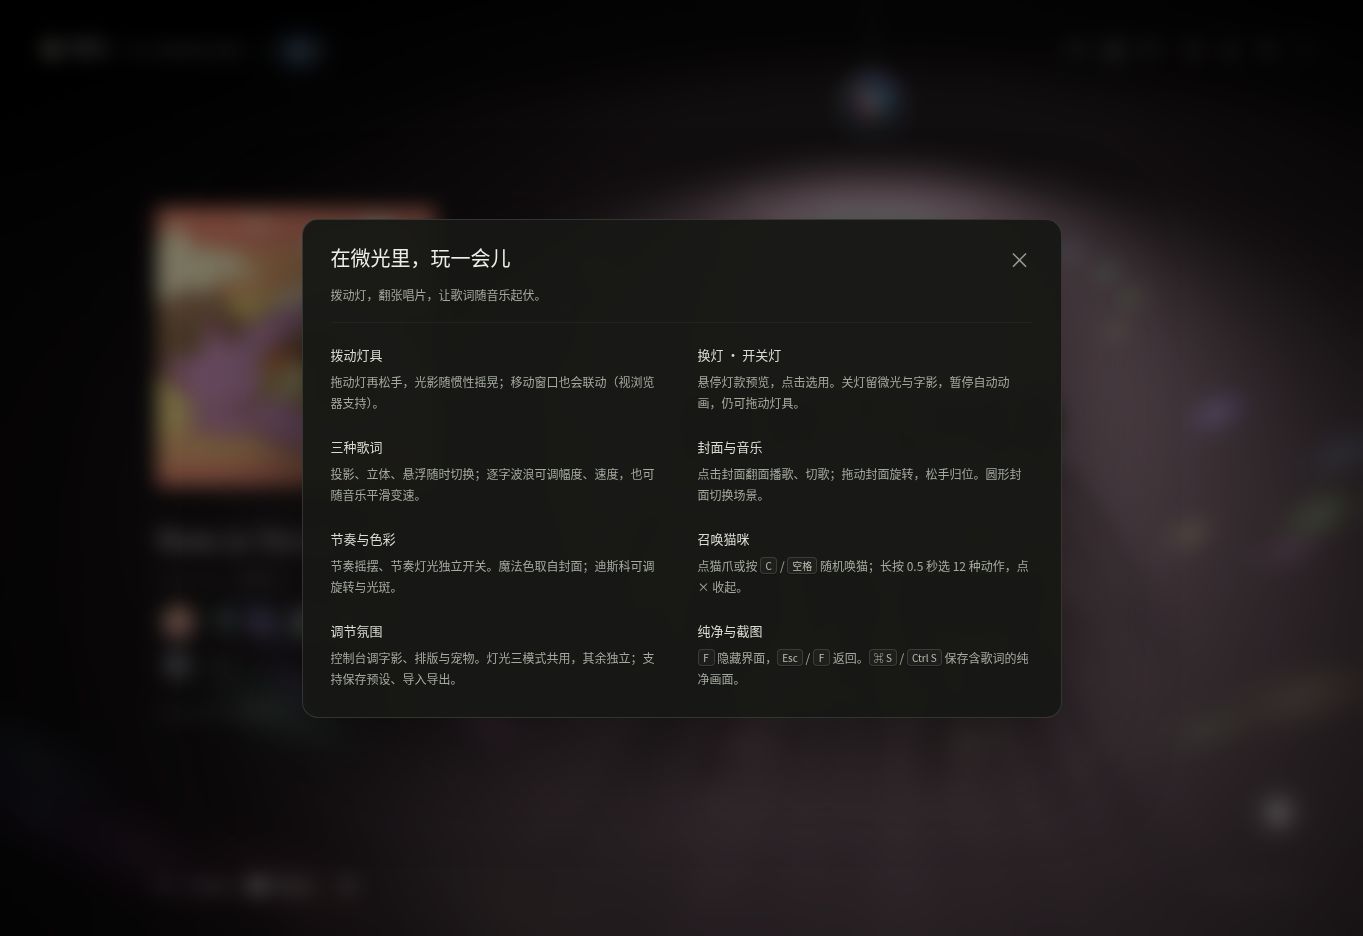 在微光里，玩一会儿
拨动灯，翻张唱片，让歌词随音乐起伏。
拨动灯具
拖动灯再松手，光影随惯性摇晃；移动窗口也会联动（视浏览
器支持）。
换灯 · 开关灯
悬停灯款预览，点击选用。关灯留微光与字影，暂停自动动
画，仍可拖动灯具。
三种歌词
投影、立体、悬浮随时切换；逐字波浪可调幅度、速度，也可
随音乐平滑变速。
封面与音乐
点击封面翻面播歌、切歌；拖动封面旋转，松手归位。圆形封
面切换场景。
节奏与色彩
节奏摇摆、节奏灯光独立开关。魔法色取自封面；迪斯科可调
旋转与光斑。
召唤猫咪
点猫爪或按 C / 空格 随机唤猫；长按 0.5 秒选 12 种动作，点
× 收起。
调节氛围
控制台调字影、排版与宠物。灯光三模式共用，其余独立；支
持保存预设、导入导出。
纯净与截图
F 隐藏界面，Esc / F 返回。⌘ S / Ctrl S 保存含歌词的纯
净画面。